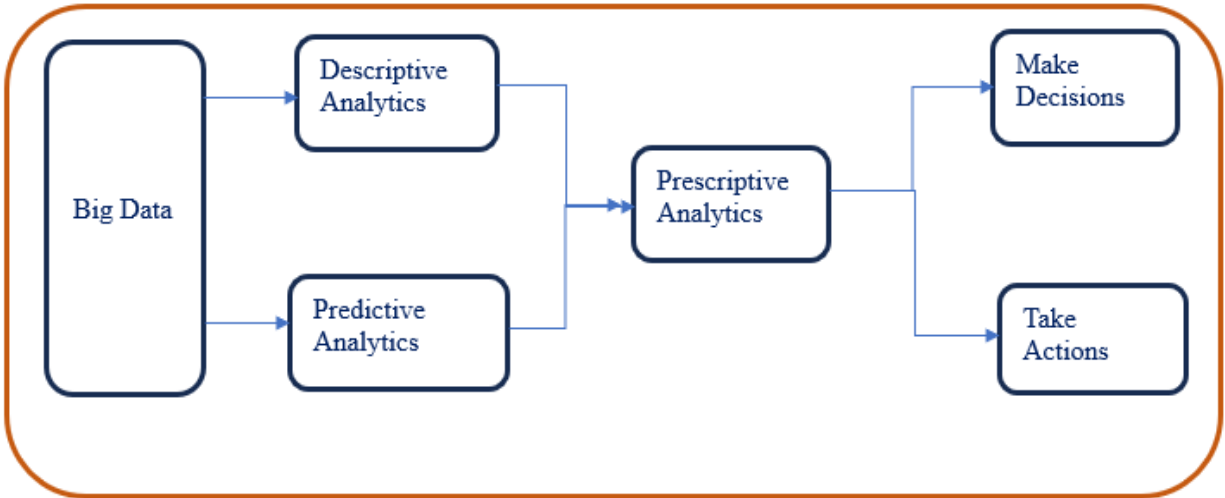 Big Data
Descriptive
Analytics
Predictive
Analytics
Prescriptive
Analytics
Make
Decisions
Take
Actions